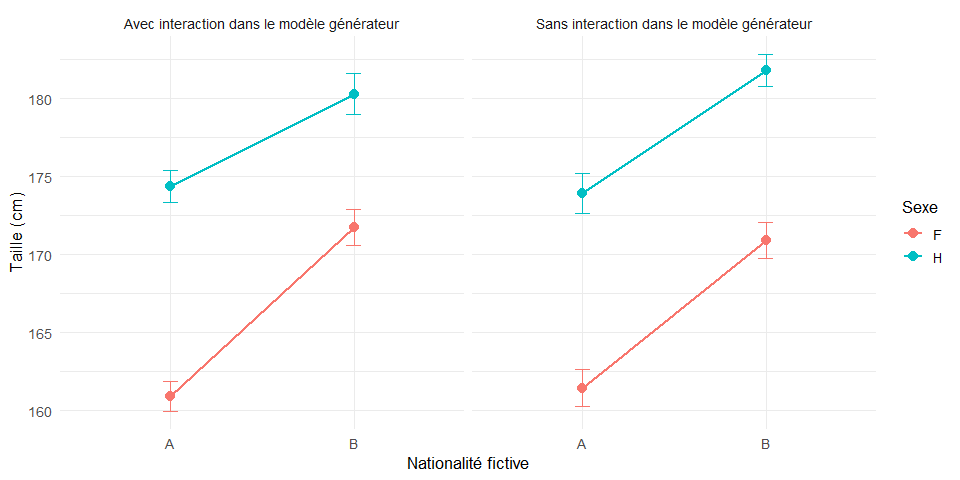 Avec interaction dans le modèle générateur
Sans interaction dans le modèle générateur
Taille (cm)
180
175
170
165
160
A
B
A
B
Nationalité fictive
Sexe
F
H